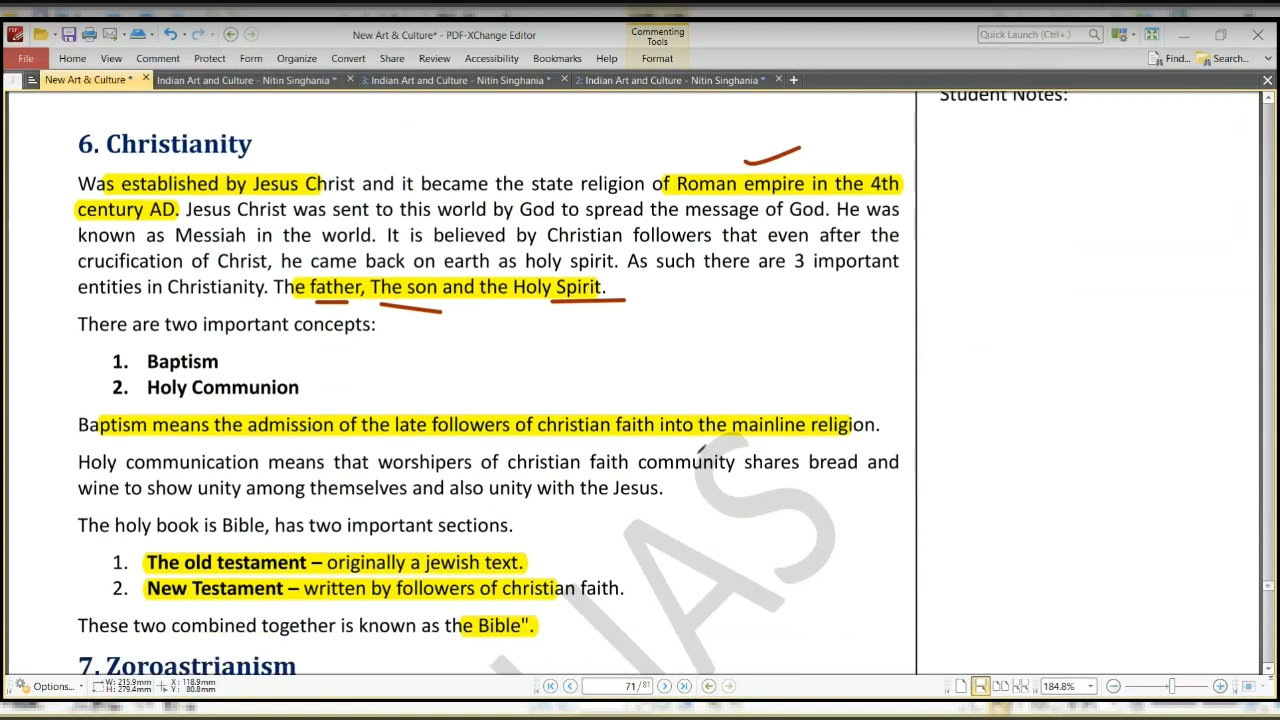 New Art & Culture* - PDF-XChange Editor
Commenting Tools
Quick Launch (Ctrl+.)
File Home View Comment Protect Form Organize Convert Share Review Accessibility Bookmarks Help Format Find... Search...
New Art & Culture * Indian Art and Culture - Nitin Singhania * 3: Indian Art and Culture - Nitin Singhania * 2: Indian Art and Culture - Nitin Singhania *
Student Notes:
6. Christianity
Was established by Jesus Christ and it became the state religion of Roman empire in the 4th
century AD. Jesus Christ was sent to this world by God to spread the message of God. He was
known as Messiah in the world. It is believed by Christian followers that even after the
crucification of Christ, he came back on earth as holy spirit. As such there are 3 important
entities in Christianity. The father, The son and the Holy Spirit.
There are two important concepts:
1. Baptism
2. Holy Communion
Baptism means the admission of the late followers of christian faith into the mainline religion.
Holy communication means that worshipers of christian faith community shares bread and
wine to show unity among themselves and also unity with the Jesus.
The holy book is Bible, has two important sections.
1. The old testament – originally a jewish text.
2. New Testament – written by followers of christian faith.
These two combined together is known as the Bible".
7. Zoroastrianism
IAS
Options... W: 215.9mm X: 118.9mm
H: 279.4mm Y: 80.8mm
71 / 81
184.8%